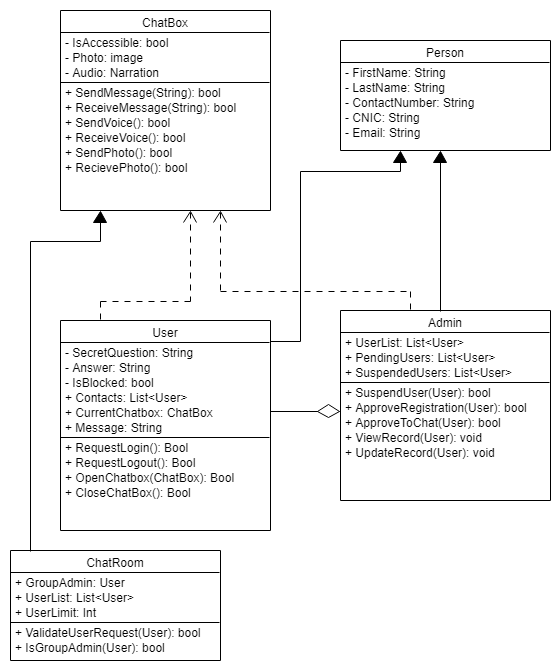 ChatBox
- IsAccessible: bool
- Photo: image
- Audio: Narration
+ SendMessage(String): bool
+ ReceiveMessage(String): bool
+ SendVoice(): bool
+ ReceiveVoice(): bool
+ SendPhoto(): bool
+ RecievePhoto(): bool
Person
- FirstName: String
- LastName: String
- ContactNumber: String
- CNIC: String
- Email: String
User
- SecretQuestion: String
- Answer: String
- IsBlocked: bool
+ Contacts: List<User>
+ CurrentChatbox: ChatBox
+ Message: String
+ RequestLogin(): Bool
+ RequestLogout(): Bool
+ OpenChatbox(ChatBox): Bool
+ CloseChatBox(): Bool
Admin
+ UserList: List<User>
+ PendingUsers: List<User>
+ SuspendedUsers: List<User>
+ SuspendUser(User): bool
+ ApproveRegistration(User): bool
+ ApproveToChat(User): bool
+ ViewRecord(User): void
+ UpdateRecord(User): void
ChatRoom
+ GroupAdmin: User
+ UserList: List<User>
+ UserLimit: Int
+ ValidateUserRequest(User): bool
+ IsGroupAdmin(User): bool